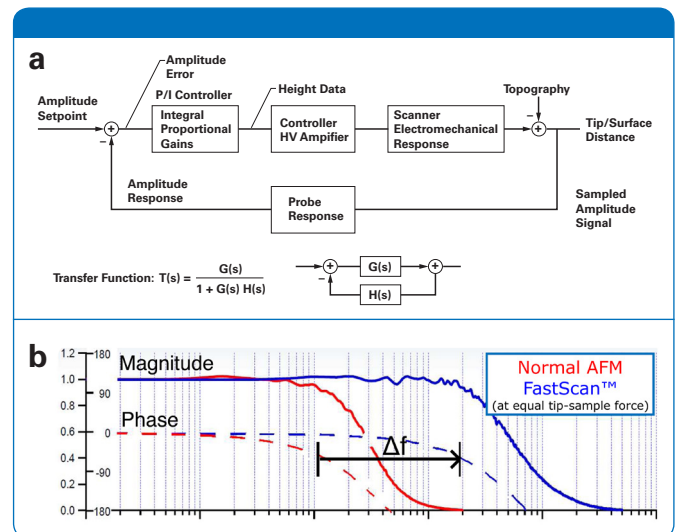 a
Amplitude
Error
P/I Controller
Height Data
Topography
Amplitude
Setpoint
Integral
Proportional
Gains
Controller
HV Ampifier
Scanner
Electromechanical
Response
Tip/Surface
Distance
+
−
−
+
Amplitude
Response
Probe
Response
Sampled
Amplitude
Signal
Transfer Function: T(s) = G(s)
1 + G(s) H(s)
+
−
G(s)
+
H(s)
b
1.2
1.0
0.8
0.6
0.4
0.2
0.0
180
90
0
-90
-180
Magnitude
Phase
Δf
Normal AFM
FastScan™
(at equal tip-sample force)